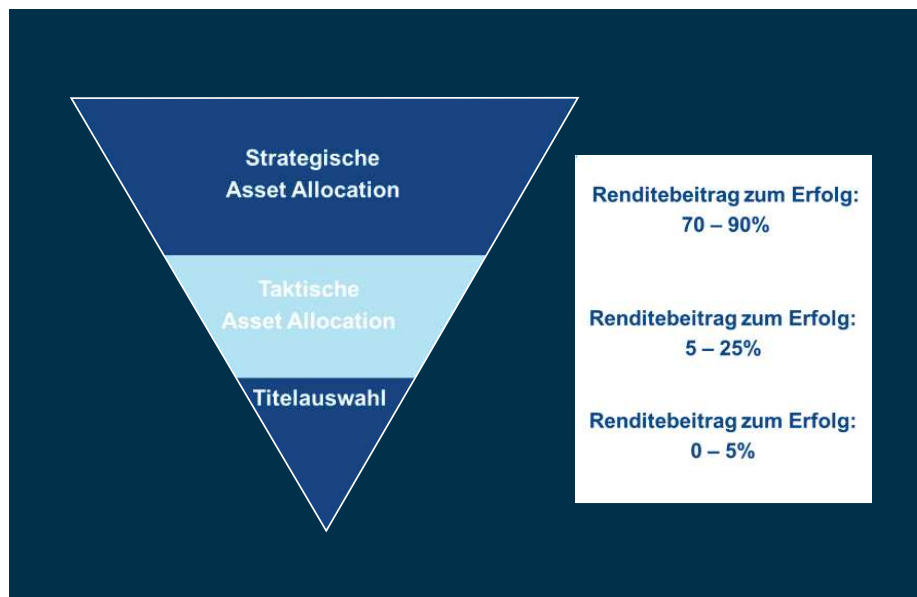 Strategische
Asset Allocation
Renditebeitrag zum Erfolg:
70 – 90%
Taktische
Asset Allocation
Renditebeitrag zum Erfolg:
5 – 25%
Titelauswahl
Renditebeitrag zum Erfolg:
0 – 5%